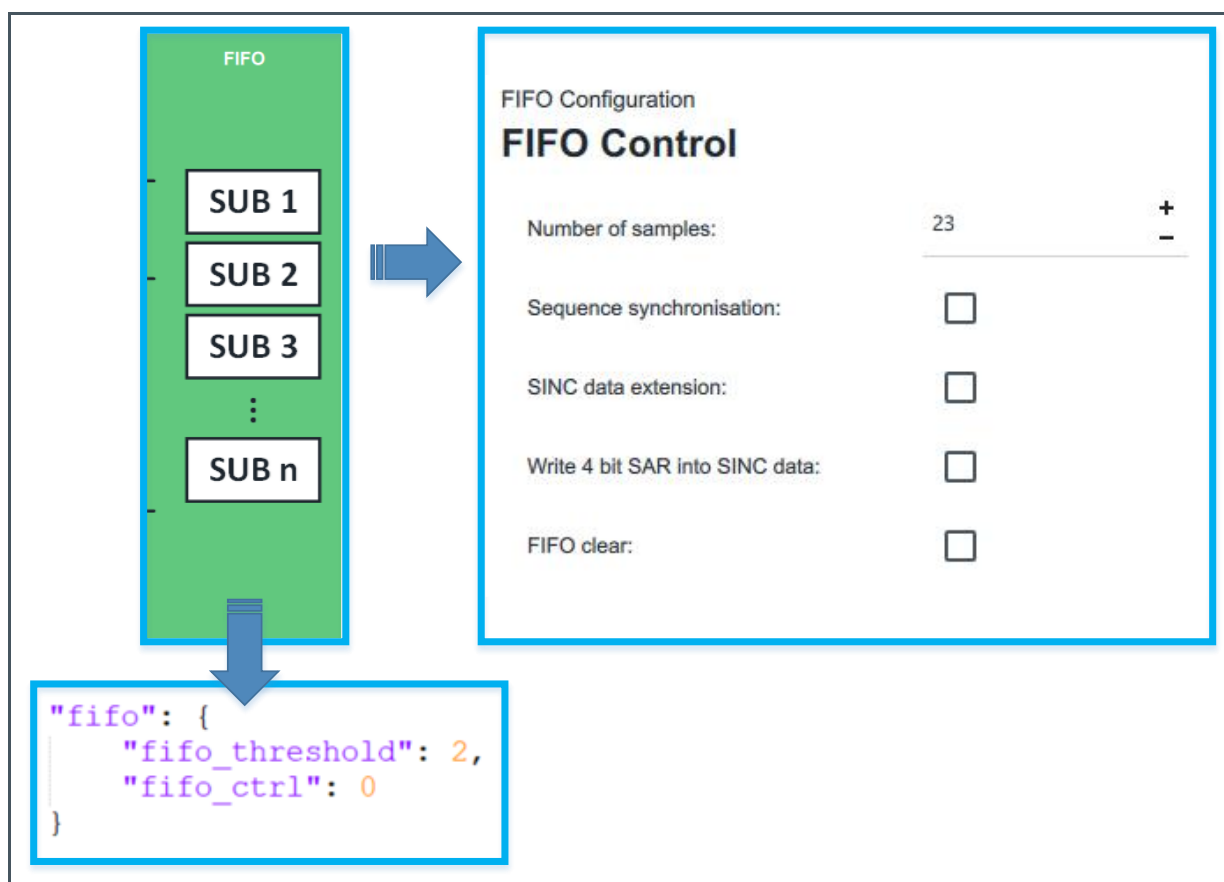 FIFO
SUB 1
SUB 2
SUB 3
⋮
SUB n
FIFO Configuration
FIFO Control
Number of samples: 23 + −
Sequence synchronisation:
SINC data extension:
Write 4 bit SAR into SINC data:
FIFO clear:
"fifo": {
    "fifo_threshold": 2,
    "fifo_ctrl": 0
}